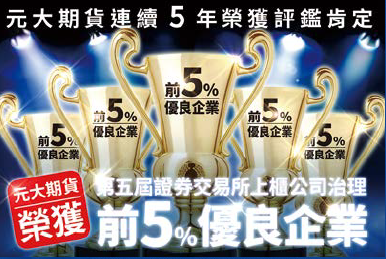 元大期貨連續 5 年榮獲評鑑肯定
前5%
優良企業
前5%
優良企業
前5%
優良企業
前5%
優良企業
前5%
優良企業
元大期貨
榮獲
第五屆證券交易所上櫃公司治理
前5%優良企業